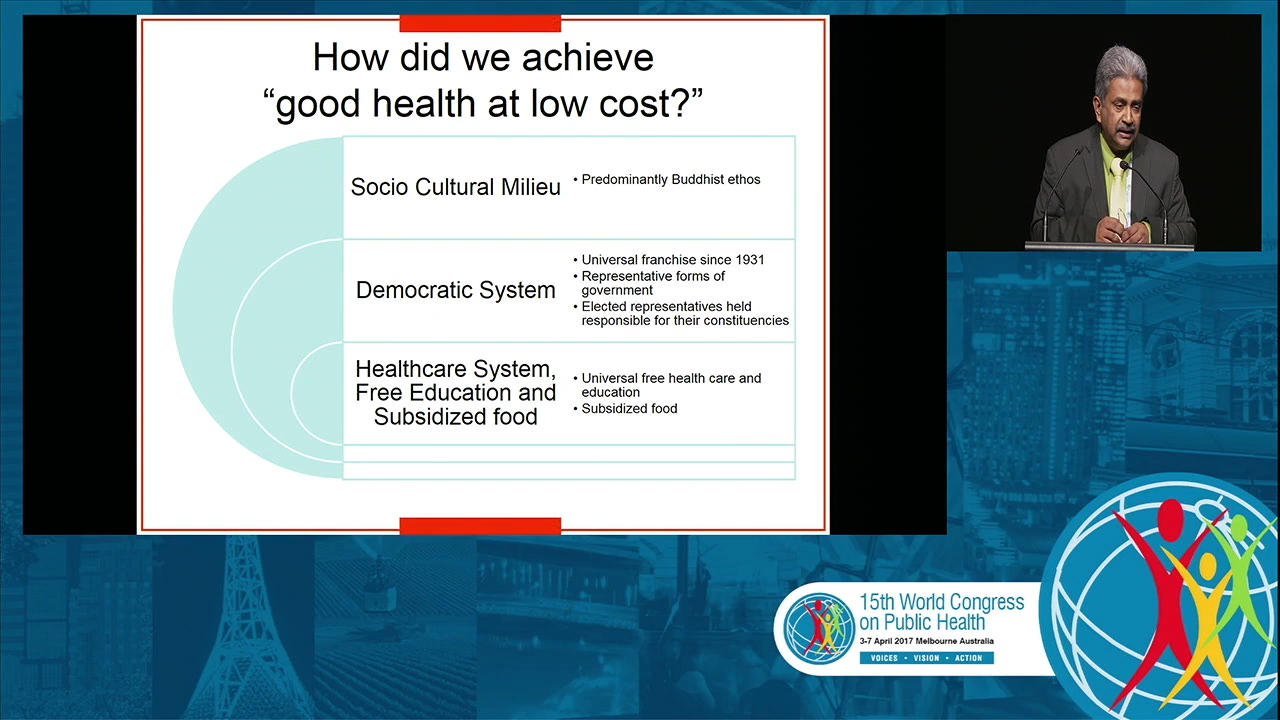 How did we achieve
“good health at low cost?”
Socio Cultural Milieu
• Predominantly Buddhist ethos
Democratic System
• Universal franchise since 1931
• Representative forms of
government
• Elected representatives held
responsible for their constituencies
Healthcare System,
Free Education and
Subsidized food
• Universal free health care and
education
• Subsidized food
15th World Congress
on Public Health
3-7 April 2017 Melbourne Australia
VOICES • VISION • ACTION